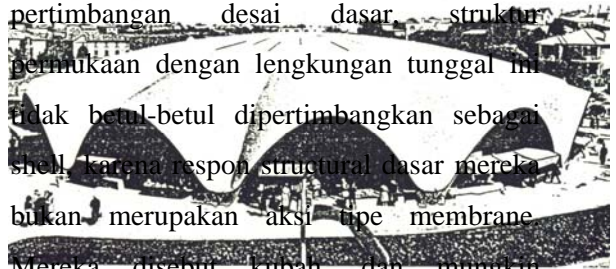 pertimbangan desai dasar, struktur
permukaan dengan lengkungan tunggal ini
tidak betul-betul dipertimbangkan sebagai
shell, karena respon structural dasar mereka
bukan merupakan aksi tipe membrane
Mereka disebut kubah dan munukin